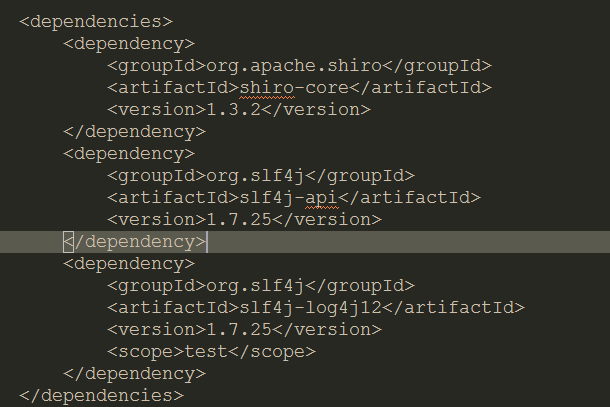 <dependencies>
    <dependency>
        <groupId>org.apache.shiro</groupId>
        <artifactId>shiro-core</artifactId>
        <version>1.3.2</version>
    </dependency>
    <dependency>
        <groupId>org.slf4j</groupId>
        <artifactId>slf4j-api</artifactId>
        <version>1.7.25</version>
    </dependency>
    <dependency>
        <groupId>org.slf4j</groupId>
        <artifactId>slf4j-log4j12</artifactId>
        <version>1.7.25</version>
        <scope>test</scope>
    </dependency>
</dependencies>